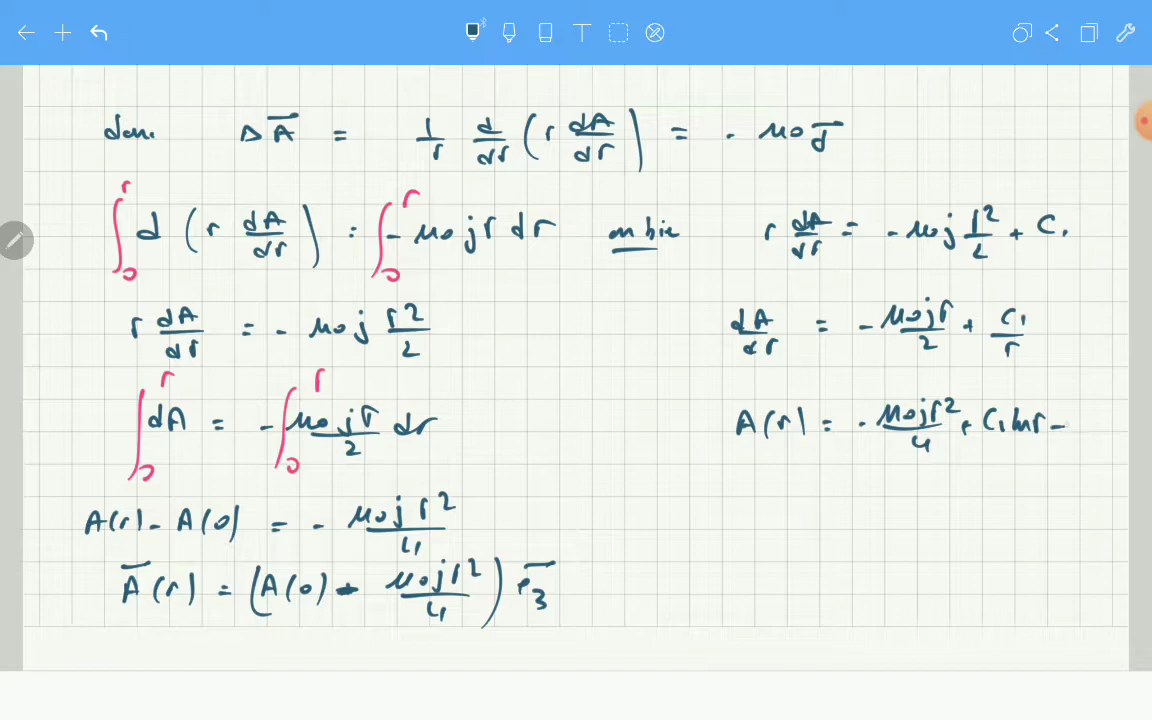 donc Δ A̅ = 1/r d/dr (r dA/dr) = - μ0 j̅
∫₀ʳ d (r dA/dr) = ∫₀ʳ - μ0 j r dr ou bien r dA/dr = - μ0 j r²/2 + C1
r dA/dr = - μ0 j r²/2 dA/dr = - μ0 j r/2 + C1/r
∫₀ʳ dA = - ∫₀ʳ μ0 j r/2 dr A(r) = - μ0 j r²/4 + C1 ln r -
A(r) - A(0) = - μ0 j r²/4
A̅(r) = (A(0) - μ0 j r²/4) e̅3